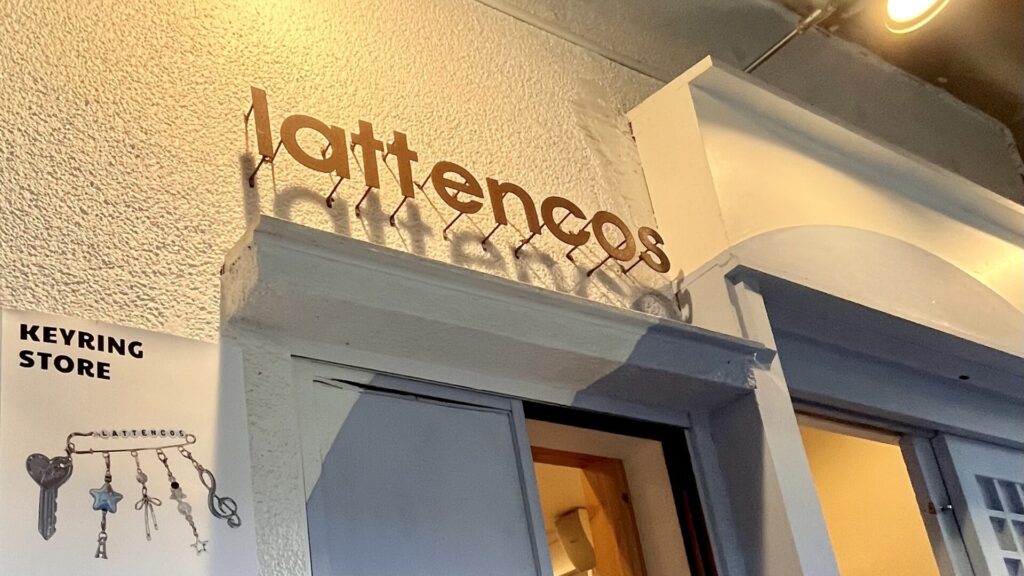 lattencos
KEYRING
STORE
LATTENCOS